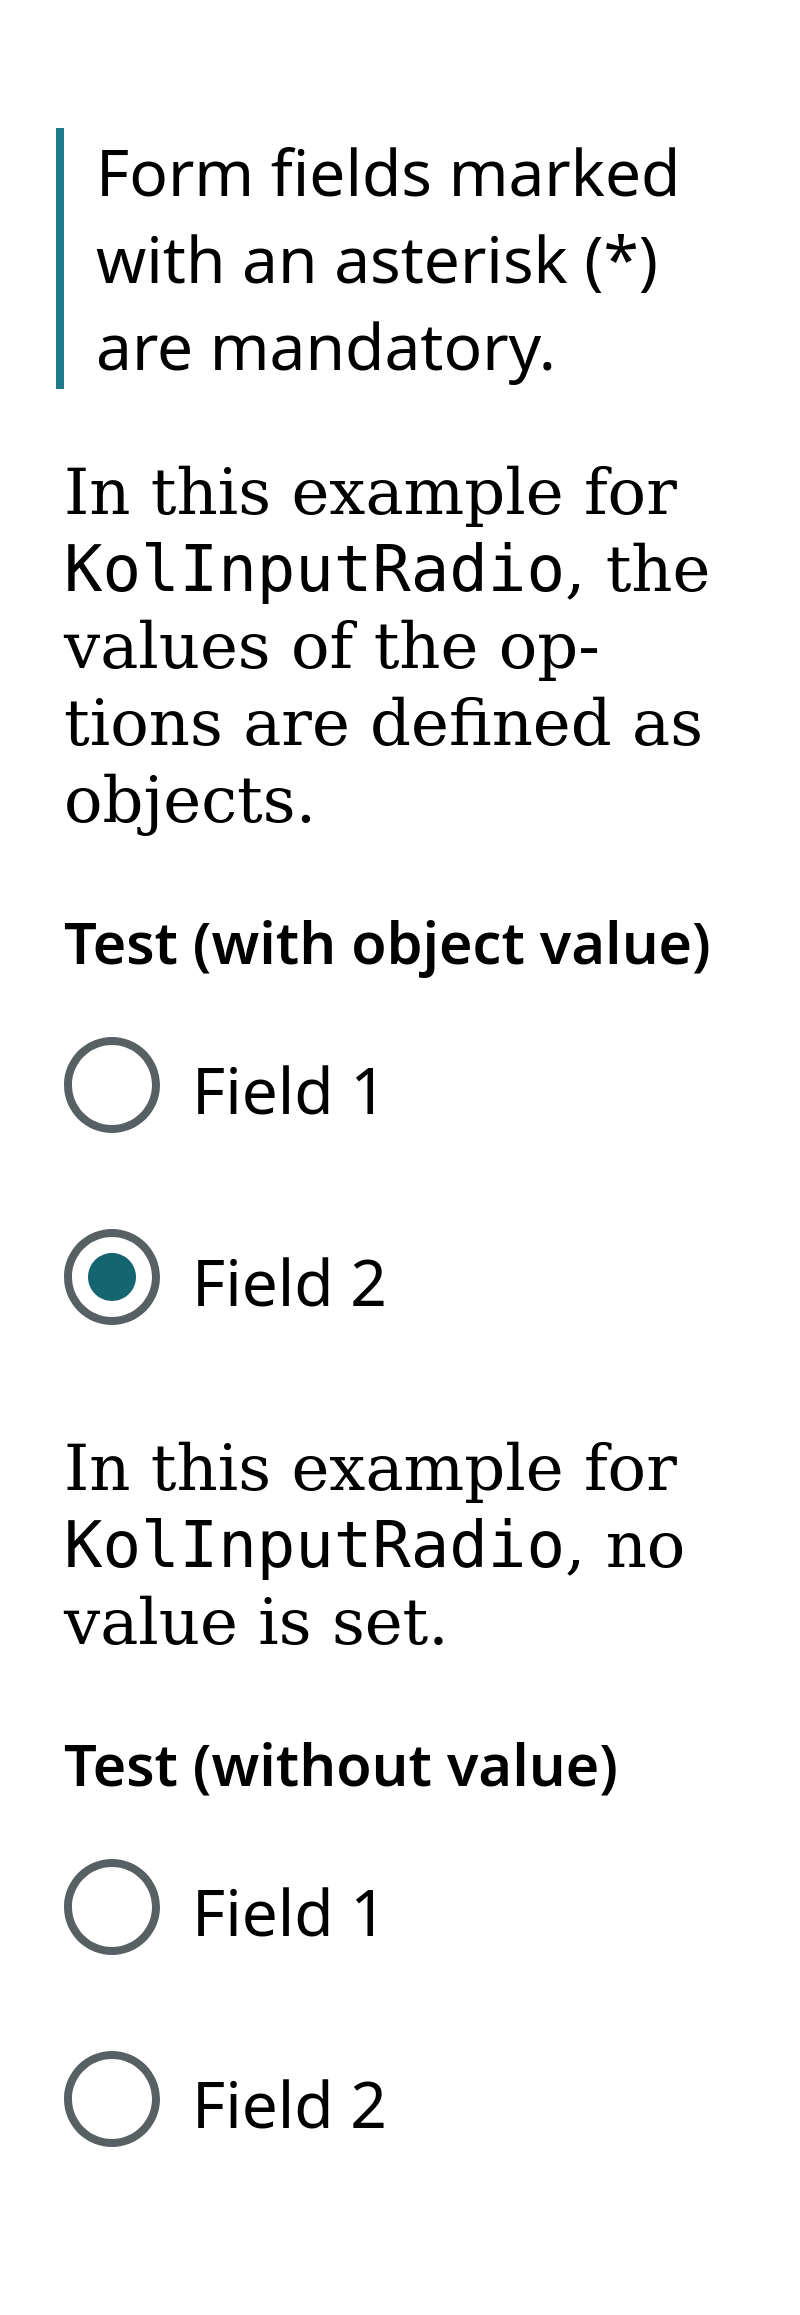 Form fields marked
with an asterisk (*)
are mandatory.
In this example for
KolInputRadio, the
values of the op-
tions are defined as
objects.
Test (with object value)
Field 1
Field 2
In this example for
KolInputRadio, no
value is set.
Test (without value)
Field 1
Field 2